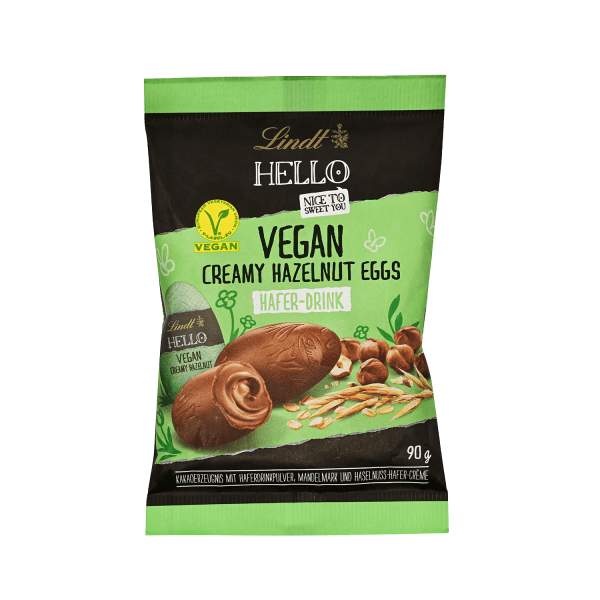 Lindt
HELLO
NICE TO
SWEET YOU
VEGAN
VEGAN
CREAMY HAZELNUT EGGS
HAFER-DRINK
Lindt
HELLO
VEGAN
CREAMY HAZELNUT
90 g
KAKAOERZEUGNIS MIT HAFERDRINKPULVER, MANDELMARK UND HASELNUSS-HAFER-CRÈME